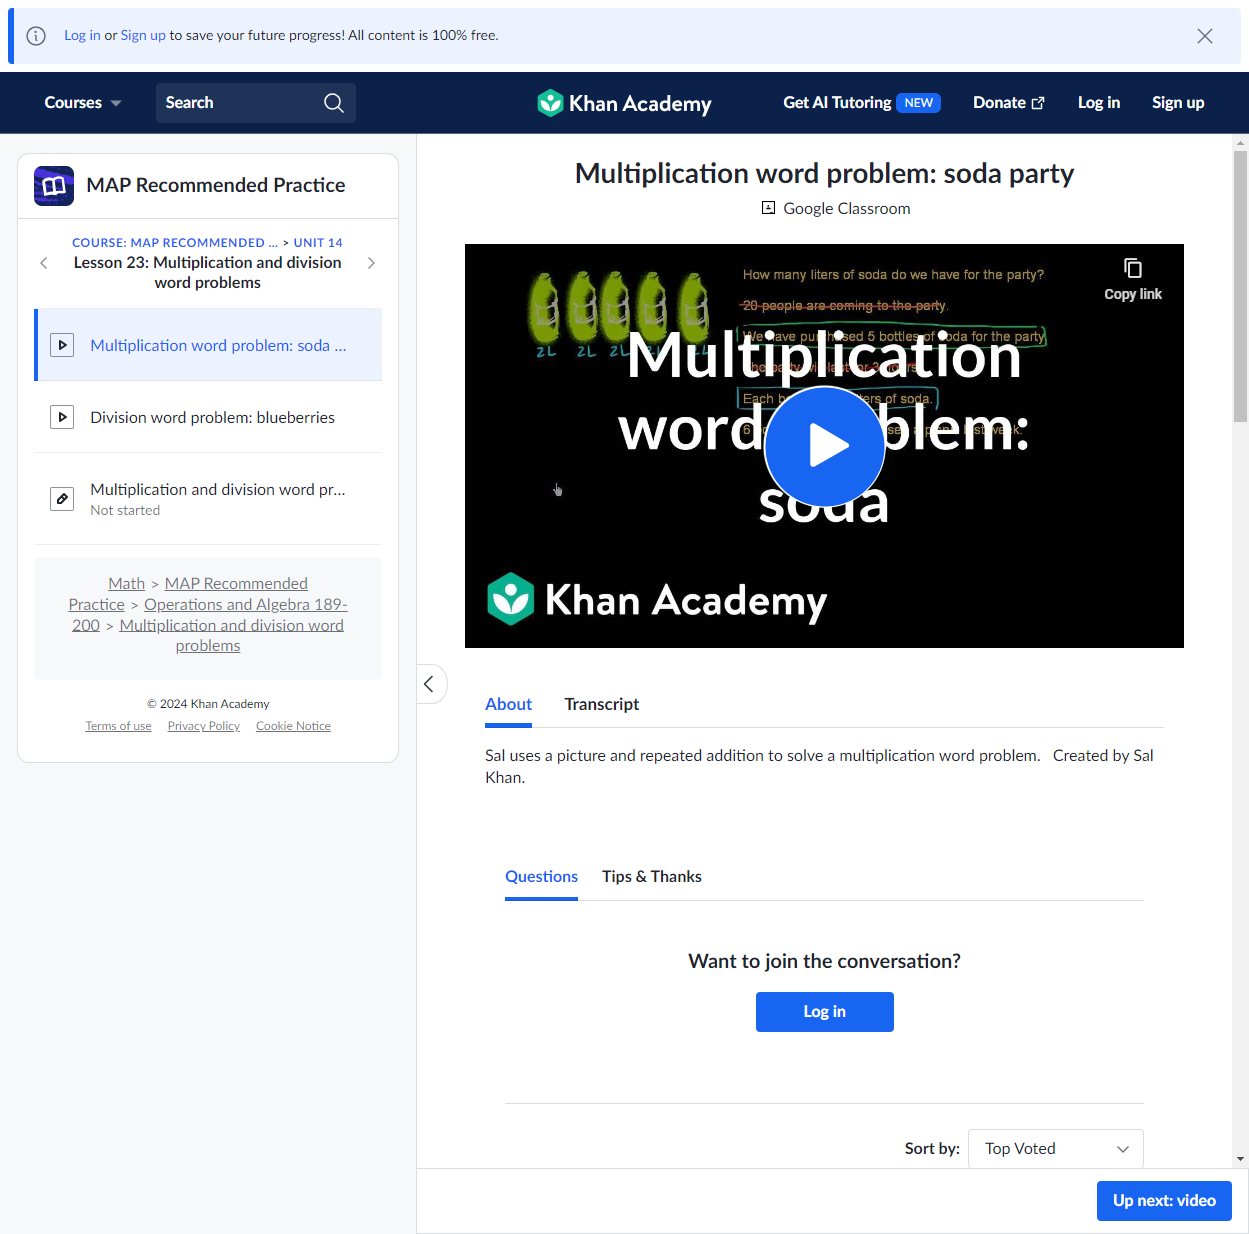 Log in or Sign up to save your future progress! All content is 100% free.
Courses
Search
Khan Academy
Get AI Tutoring NEW
Donate
Log in
Sign up
MAP Recommended Practice
COURSE: MAP RECOMMENDED ... > UNIT 14
Lesson 23: Multiplication and division
word problems
Multiplication word problem: soda ...
Division word problem: blueberries
Multiplication and division word pr...
Not started
Math > MAP Recommended
Practice > Operations and Algebra 189-
200 > Multiplication and division word
problems
© 2024 Khan Academy
Terms of use Privacy Policy Cookie Notice
Multiplication word problem: soda party
Google Classroom
How many liters of soda do we have for the party?
20 people are coming to the party.
We have purchased 5 bottles of soda for the party
2L 2L 2L
Copy link
Multiplication
word problem:
soda
Khan Academy
About Transcript
Sal uses a picture and repeated addition to solve a multiplication word problem. Created by Sal
Khan.
Questions Tips & Thanks
Want to join the conversation?
Log in
Sort by: Top Voted
Up next: video